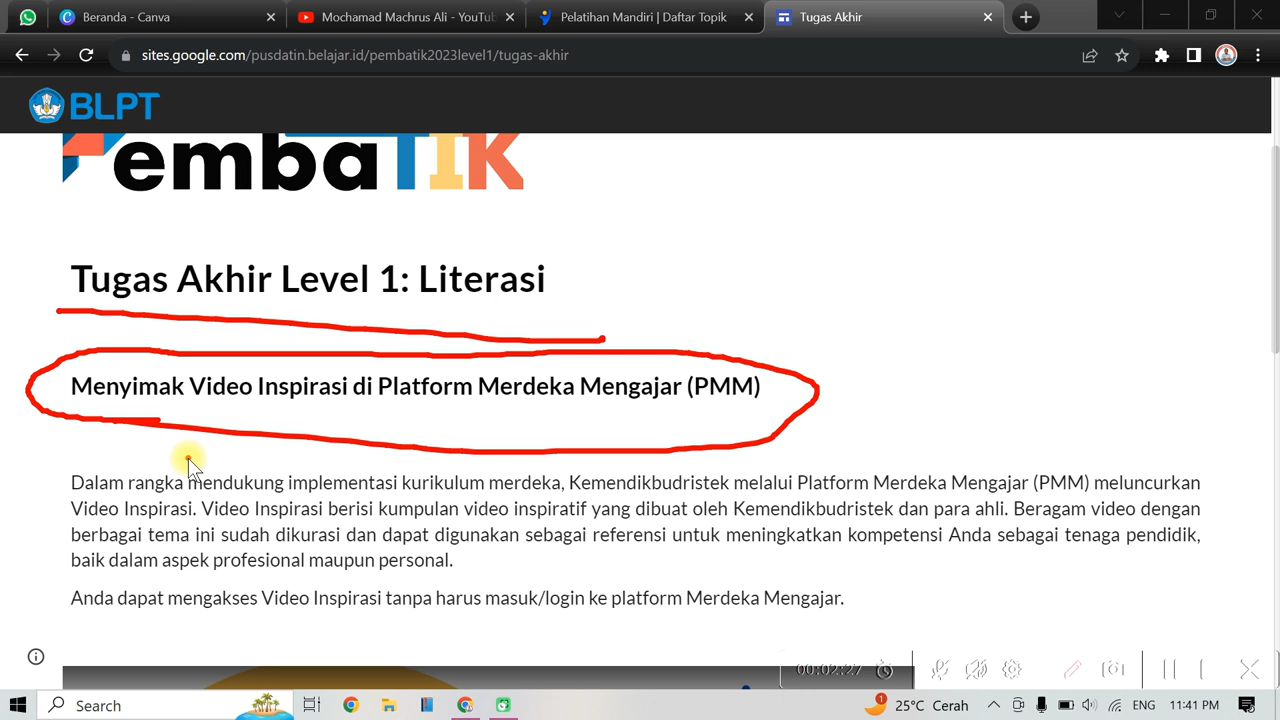 Beranda - Canva
Mochamad Machrus Ali - YouTub
Pelatihan Mandiri | Daftar Topik
Tugas Akhir
sites.google.com/pusdatin.belajar.id/pembatik2023level1/tugas-akhir
BLPT
PembaTIK
Tugas Akhir Level 1: Literasi
Menyimak Video Inspirasi di Platform Merdeka Mengajar (PMM)
Dalam rangka mendukung implementasi kurikulum merdeka, Kemendikbudristek melalui Platform Merdeka Mengajar (PMM) meluncurkan
Video Inspirasi. Video Inspirasi berisi kumpulan video inspiratif yang dibuat oleh Kemendikbudristek dan para ahli. Beragam video dengan
berbagai tema ini sudah dikurasi dan dapat digunakan sebagai referensi untuk meningkatkan kompetensi Anda sebagai tenaga pendidik,
baik dalam aspek profesional maupun personal.
Anda dapat mengakses Video Inspirasi tanpa harus masuk/login ke platform Merdeka Mengajar.
00:02:27
Search
1
25°C Cerah
ENG
11:41 PM